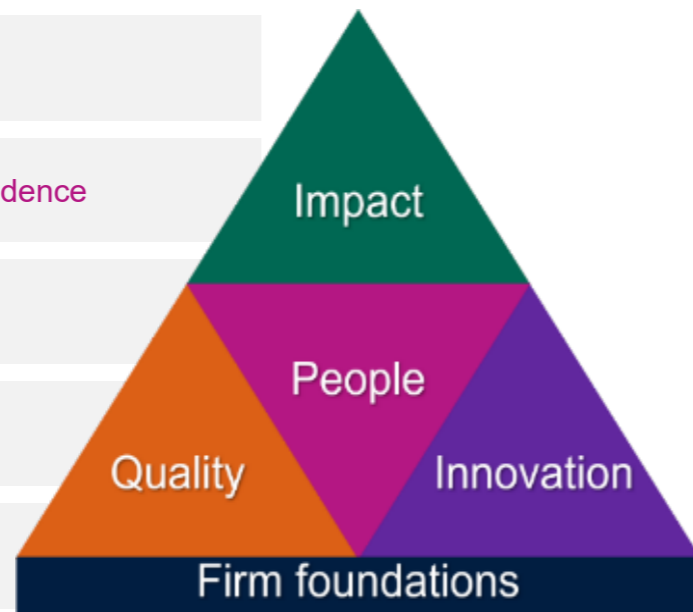 dence
Impact
People
Quality
Innovation
Firm foundations